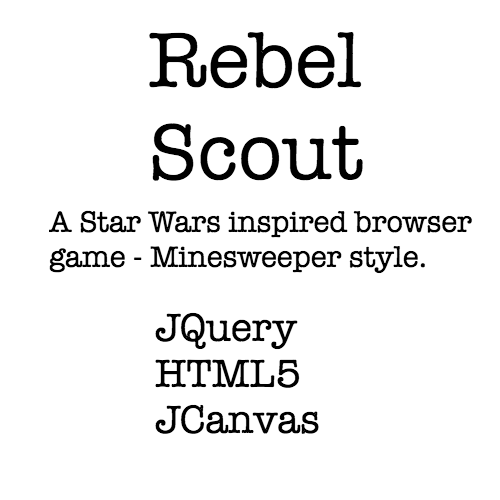 Rebel
Scout
A Star Wars inspired browser
game - Minesweeper style.
JQuery
HTML5
JCanvas